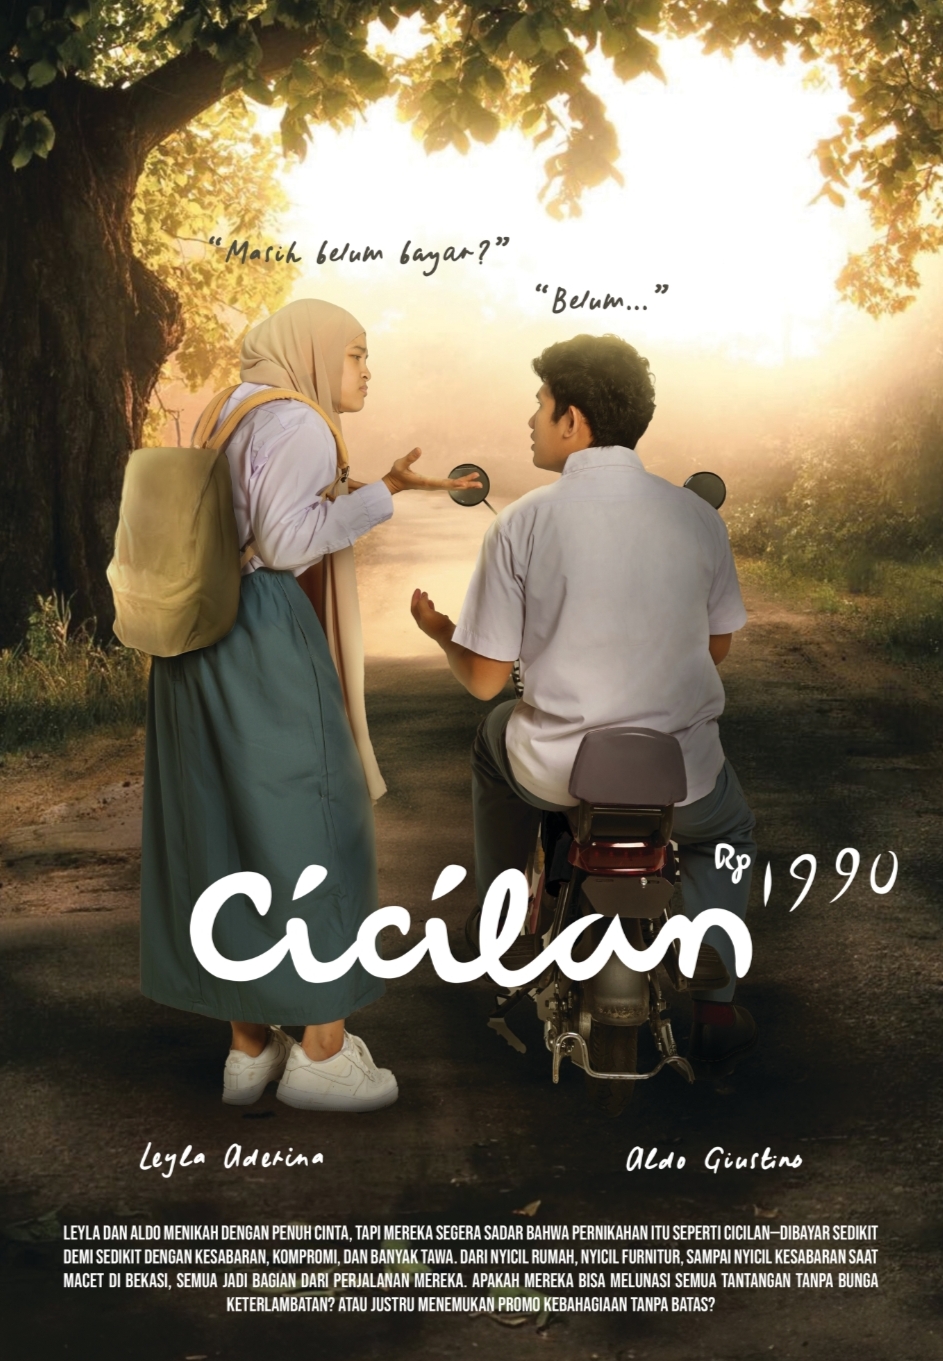 “Masih belum bayar?”
“Belum...”
Cicilan Rp 1990
Leyla Aderina
Aldo Giustino
LEYLA DAN ALDO MENIKAH DENGAN PENUH CINTA, TAPI MEREKA SEGERA SADAR BAHWA PERNIKAHAN ITU SEPERTI CICILAN—DIBAYAR SEDIKIT
DEMI SEDIKIT DENGAN KESABARAN, KOMPROMI, DAN BANYAK TAWA. DARI NYICIL RUMAH, NYICIL FURNITUR, SAMPAI NYICIL KESABARAN SAAT
MACET DI BEKASI, SEMUA JADI BAGIAN DARI PERJALANAN MEREKA. APAKAH MEREKA BISA MELUNASI SEMUA TANTANGAN TANPA BUNGA
KETERLAMBATAN? ATAU JUSTRU MENEMUKAN PROMO KEBAHAGIAAN TANPA BATAS?